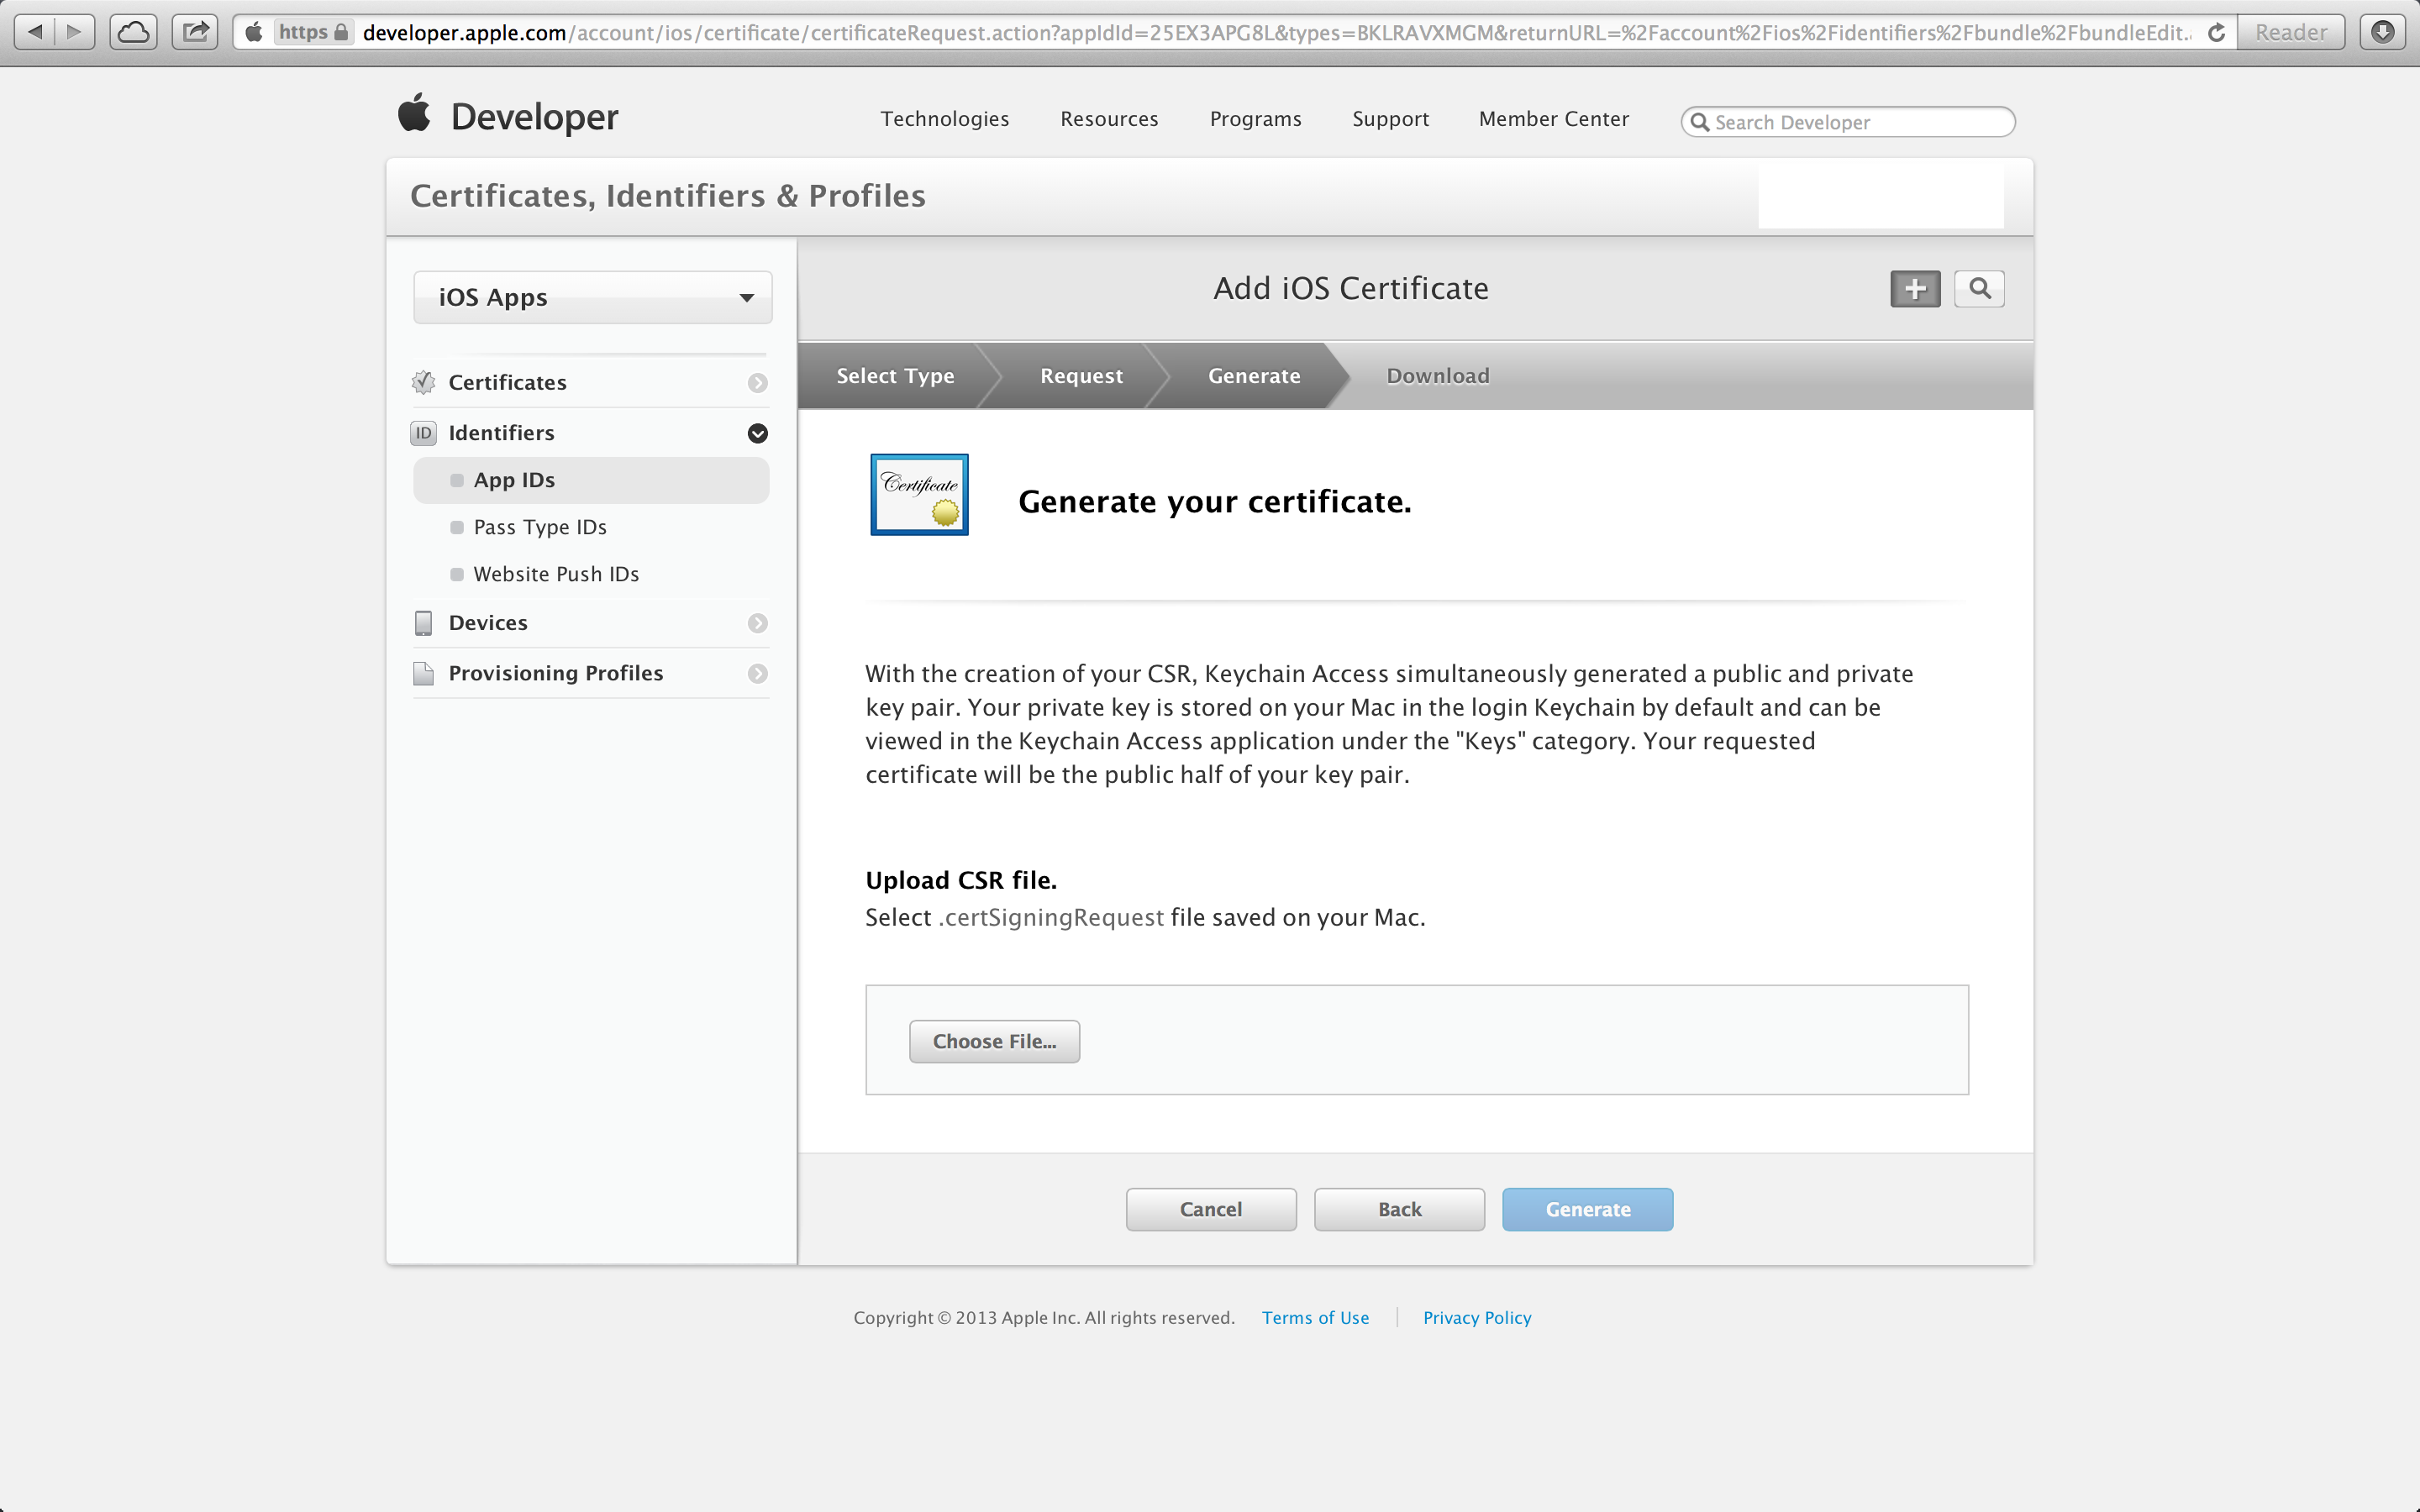 https developer.apple.com/account/ios/certificate/certificateRequest.action?appIdId=25EX3APG8L&types=BKLRAVXMGM&returnURL=%2Faccount%2Fios%2Fidentifiers%2Fbundle%2FbundleEdit. Reader
Developer Technologies Resources Programs Support Member Center Search Developer
Certificates, Identifiers & Profiles
iOS Apps
Certificates
ID Identifiers
App IDs
Pass Type IDs
Website Push IDs
Devices
Provisioning Profiles
Add iOS Certificate
Select Type Request Generate Download
Certificate
Generate your certificate.
With the creation of your CSR, Keychain Access simultaneously generated a public and private
key pair. Your private key is stored on your Mac in the login Keychain by default and can be
viewed in the Keychain Access application under the "Keys" category. Your requested
certificate will be the public half of your key pair.
Upload CSR file.
Select .certSigningRequest file saved on your Mac.
Choose File...
Cancel Back Generate
Copyright © 2013 Apple Inc. All rights reserved. Terms of Use Privacy Policy